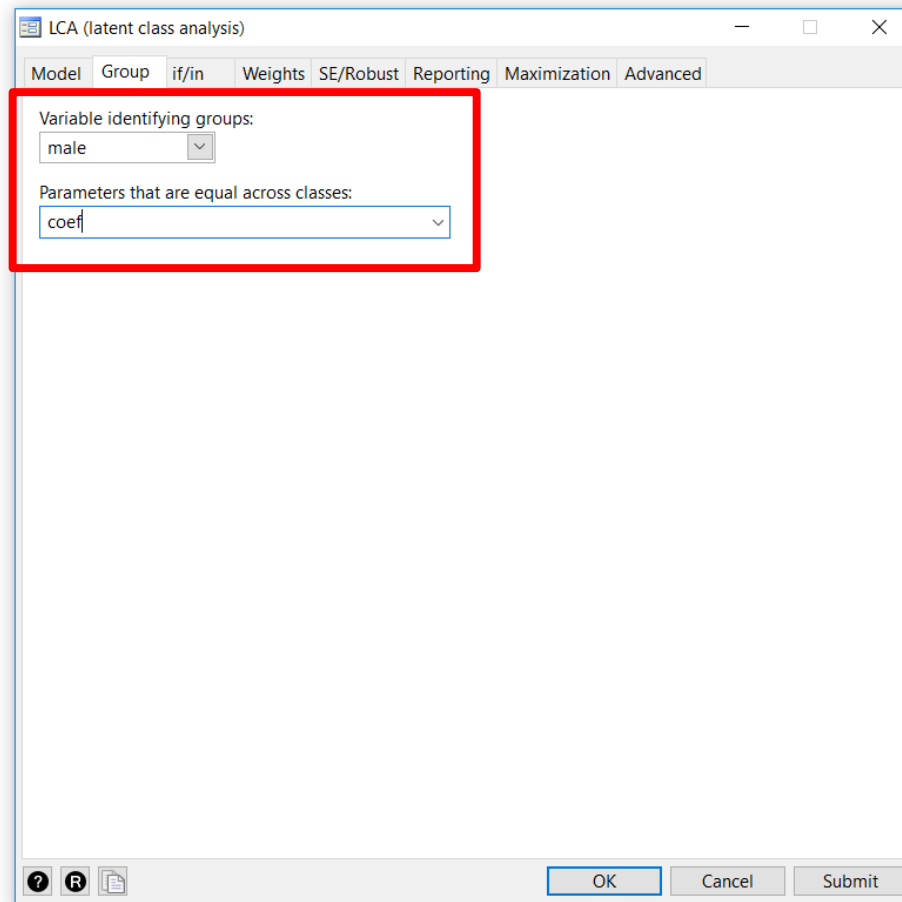 LCA (latent class analysis)
Model Group if/in Weights SE/Robust Reporting Maximization Advanced
Variable identifying groups:
male
Parameters that are equal across classes:
coef
? R OK Cancel Submit